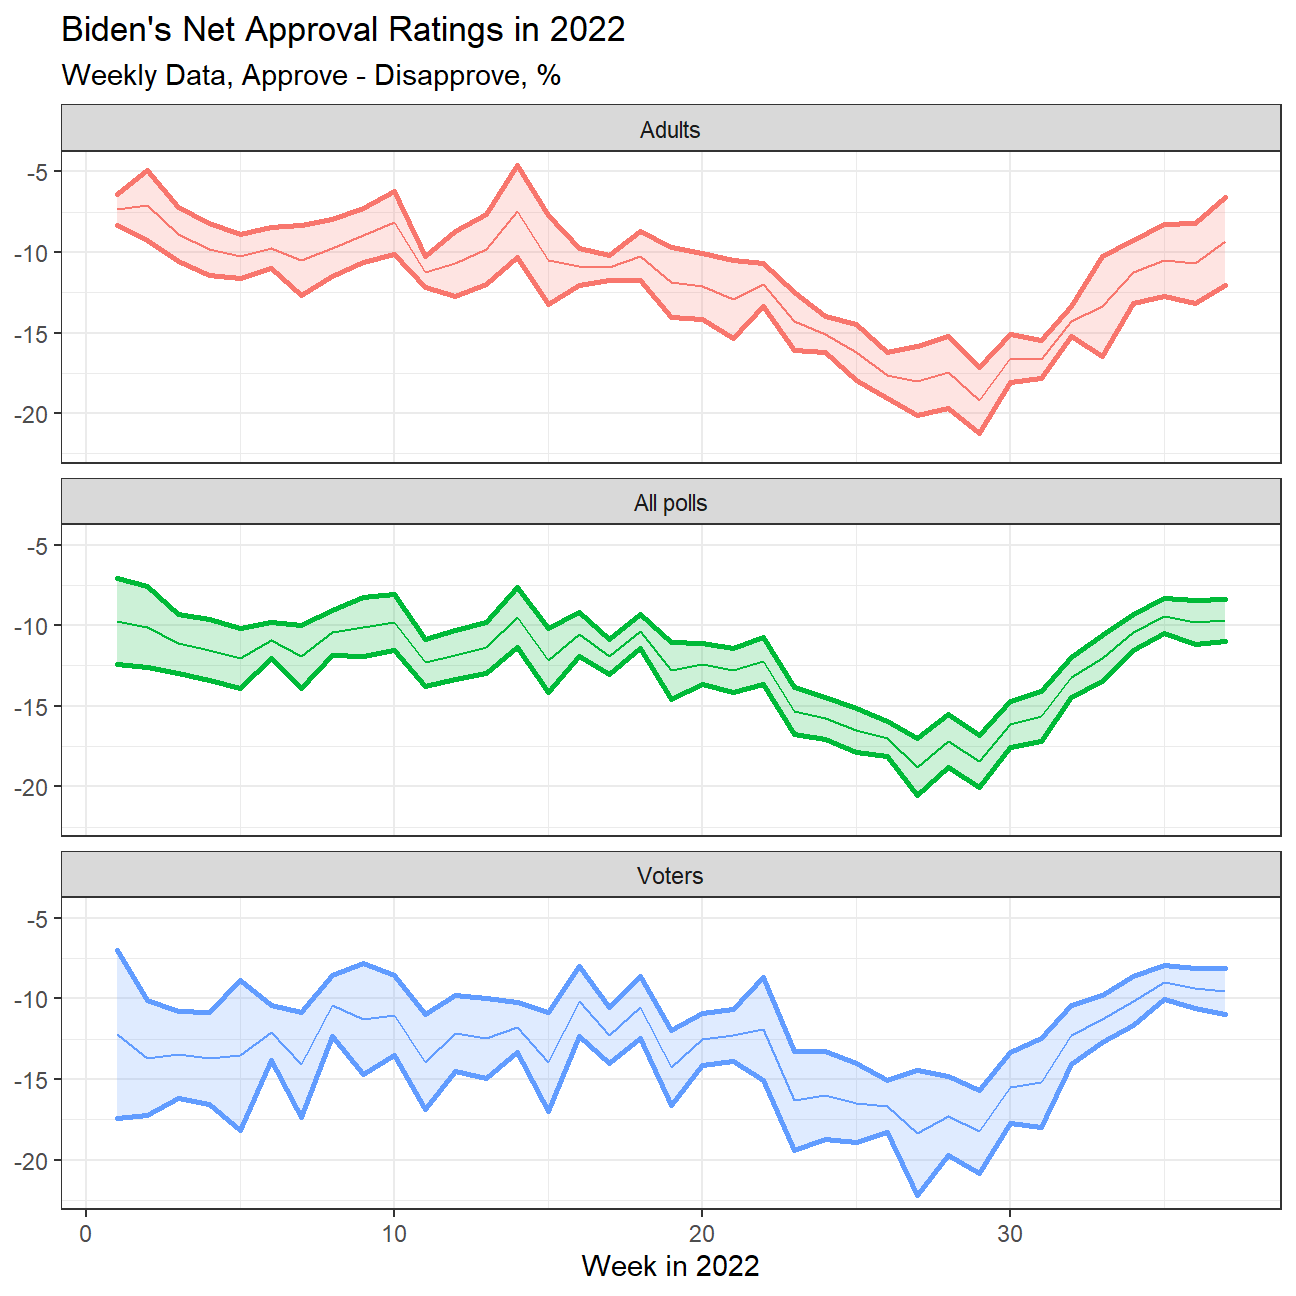 Biden's Net Approval Ratings in 2022
Weekly Data, Approve - Disapprove, %
Adults
-5
-10
-15
-20
All polls
-5
-10
-15
-20
Voters
-5
-10
-15
-20
0 10 20 30
Week in 2022